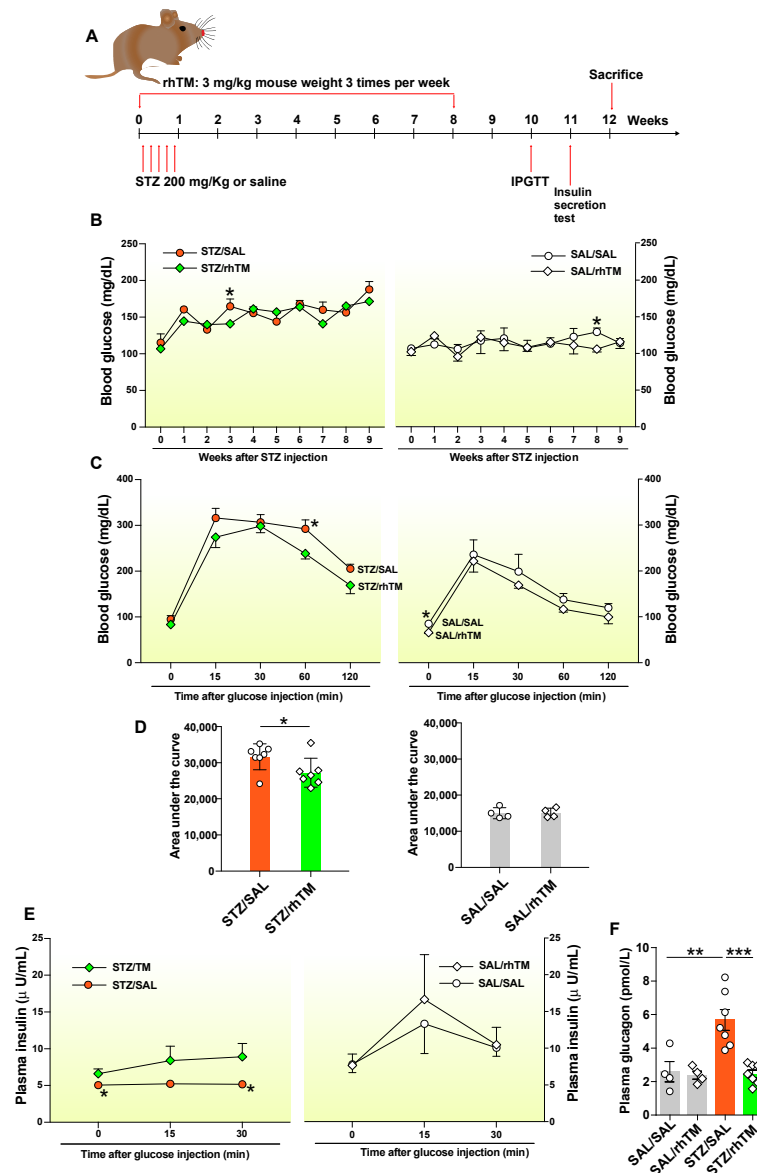 A
rhTM: 3 mg/kg mouse weight 3 times per week
Sacrifice
0 1 2 3 4 5 6 7 8 9 10 11 12 Weeks
STZ 200 mg/Kg or saline
IPGTT
Insulin
secretion
test
B
Blood glucose (mg/dL)
250
200
150
100
50
0
STZ/SAL
STZ/rhTM
*
0 1 2 3 4 5 6 7 8 9
Weeks after STZ injection
SAL/SAL
SAL/rhTM
*
250
200
150
100
50
0
Blood glucose (mg/dL)
0 1 2 3 4 5 6 7 8 9
Weeks after STZ injection
C
Blood glucose (mg/dL)
400
300
200
100
0
*
STZ/SAL
STZ/rhTM
0 15 30 60 120
Time after glucose injection (min)
*
SAL/SAL
SAL/rhTM
400
300
200
100
0
Blood glucose (mg/dL)
0 15 30 60 120
Time after glucose injection (min)
D
Area under the curve
40,000
30,000
20,000
10,000
0
*
STZ/SAL
STZ/rhTM
Area under the curve
40,000
30,000
20,000
10,000
0
SAL/SAL
SAL/rhTM
E
Plasma insulin (μ U/mL)
25
20
15
10
5
0
STZ/TM
STZ/SAL
*
*
0 15 30
Time after glucose injection (min)
SAL/rhTM
SAL/SAL
25
20
15
10
5
0
Plasma insulin (μ U/mL)
0 15 30
Time after glucose injection (min)
F
Plasma glucagon (pmol/L)
10
8
6
4
2
0
** ***
SAL/SAL
SAL/rhTM
STZ/SAL
STZ/rhTM